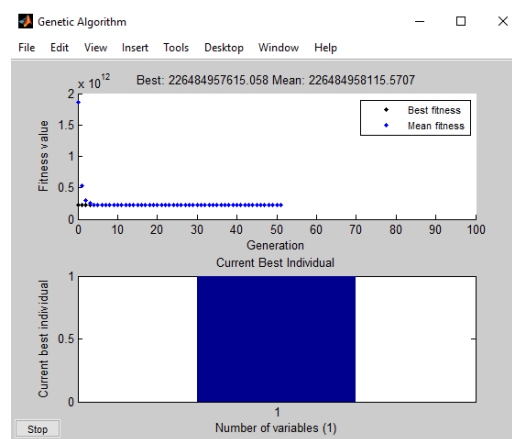 Genetic Algorithm
File Edit View Insert Tools Desktop Window Help
x 10^12
Best: 226484957615.058 Mean: 226484958115.5707
2
1.5
1
0.5
0
Fitness value
Best fitness
Mean fitness
0 10 20 30 40 50 60 70 80 90 100
Generation
Current Best Individual
1
0.5
0
Current best individual
1
Number of variables (1)
Stop